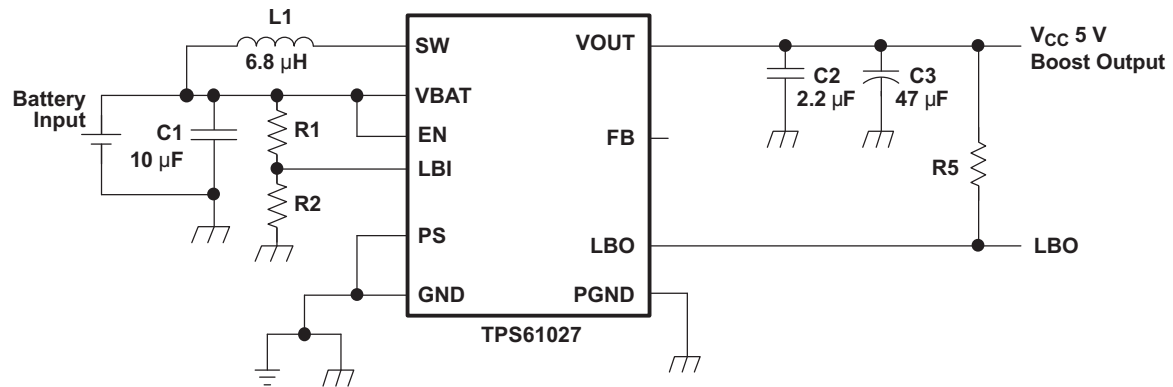 L1
6.8 µH
SW
VOUT
VCC 5 V
Boost Output
C2
2.2 µF
C3
47 µF
Battery
Input
VBAT
C1
10 µF
R1
EN
FB
LBI
R5
R2
PS
LBO
LBO
GND
PGND
TPS61027